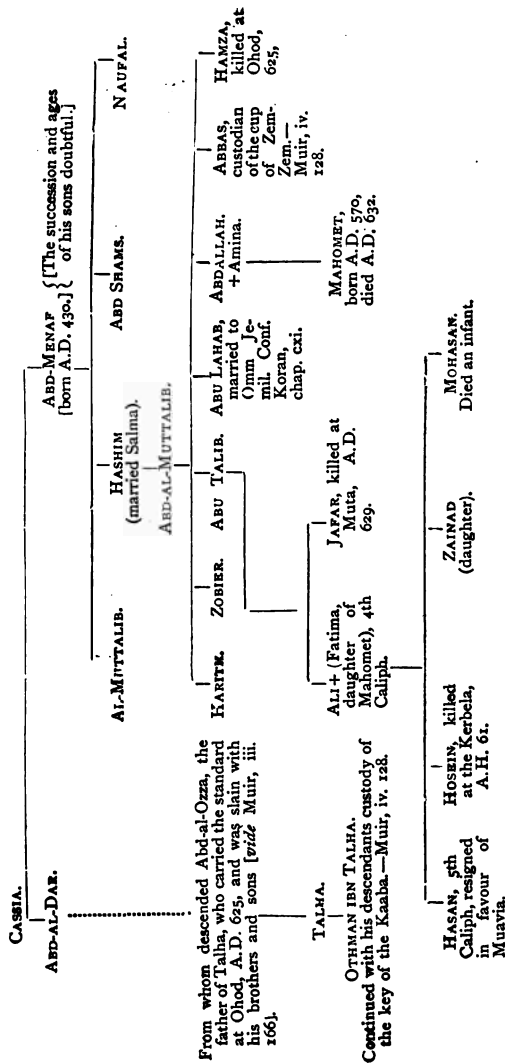 CASSIA.
ABD-AL-DAR.
ABD-MENAF
[born A.D. 430.]
{[The succession and ages
of his sons doubtful.]
AL-MUTTALIB.
HASHIM
(married Salma).
ABD SHAMS.
NAUFAL.
ABD-AL-MUTTALIB.
From whom descended Abd-al-Ozza, the
father of Talha, who carried the standard
at Ohod, A.D. 625, and was slain with
his brothers and sons [vide Muir, iii.
166].
KARITH.
ZOBIER.
ABU TALIB.
ABU LAHAB,
married to
Omm Je-
mil. Conf.
Koran,
chap. cxi.
ABDALLAH.
+ Amina.
ABBAS,
custodian
of the cup
of Zem-
Zem.—
Muir, iv.
128.
HAMZA,
killed at
Ohod,
625,
TALHA.
OTHMAN IBN TALHA.
Continued with his descendants custody of
the key of the Kaaba.—Muir, iv. 128.
ALI + (Fatima,
daughter of
Mahomet), 4th
Caliph.
JAFAR, killed at
Muta, A.D.
629.
MAHOMET,
born A.D. 570,
died A.D. 632.
HASAN, 5th
Caliph, resigned
in favour of
Muavia.
HOSEIN, killed
at the Kerbela,
A.H. 61.
ZAINAD
(daughter).
MOHASAN.
Died an infant.